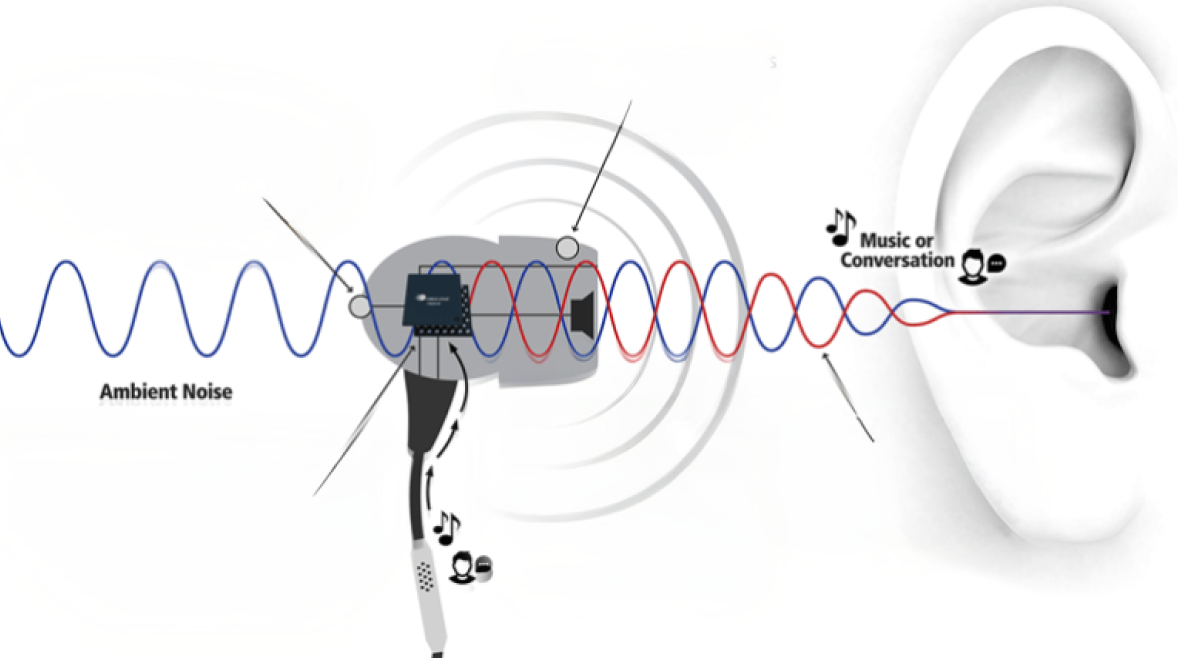 s
Music or
Conversation
Ambient Noise